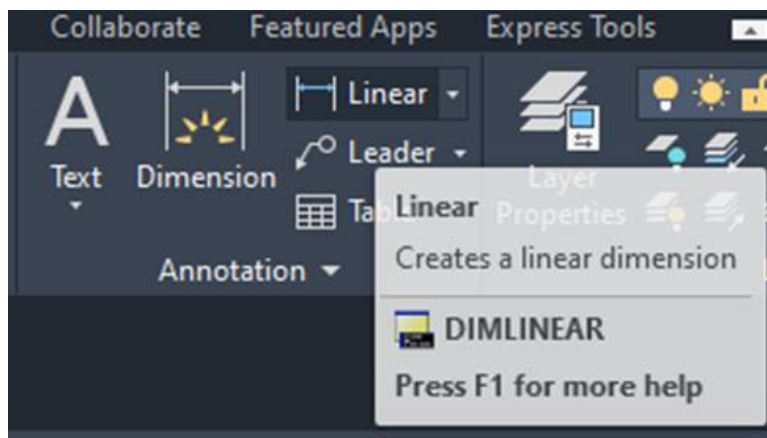 Collaborate Featured Apps Express Tools
A
Linear
Leader
Text Dimension
Layer
Table
Properties
Linear
Creates a linear dimension
Annotation
DIMLINEAR
Press F1 for more help